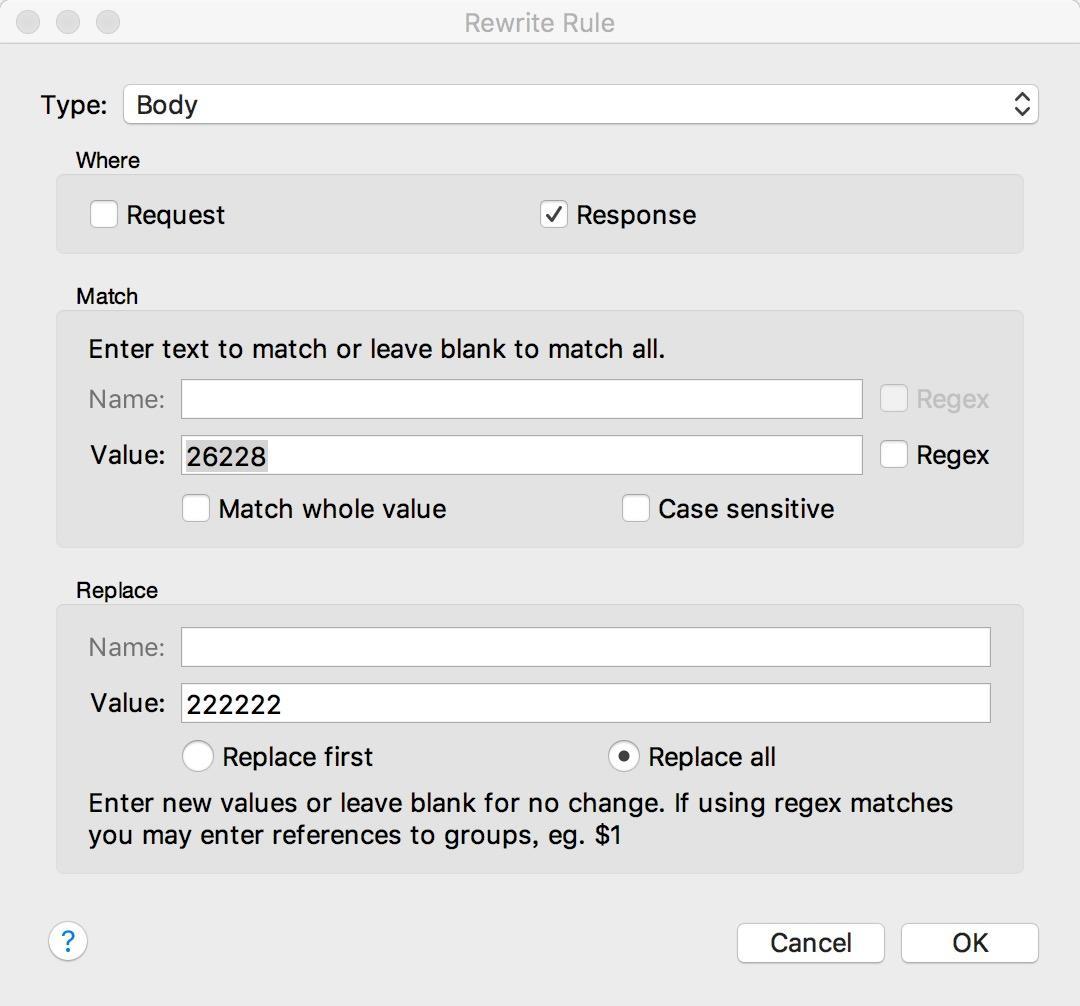 Rewrite Rule
Type: Body
Where
Request Response
Match
Enter text to match or leave blank to match all.
Name: Regex
Value: 26228 Regex
Match whole value Case sensitive
Replace
Name:
Value: 222222
Replace first Replace all
Enter new values or leave blank for no change. If using regex matches
you may enter references to groups, eg. $1
? Cancel OK